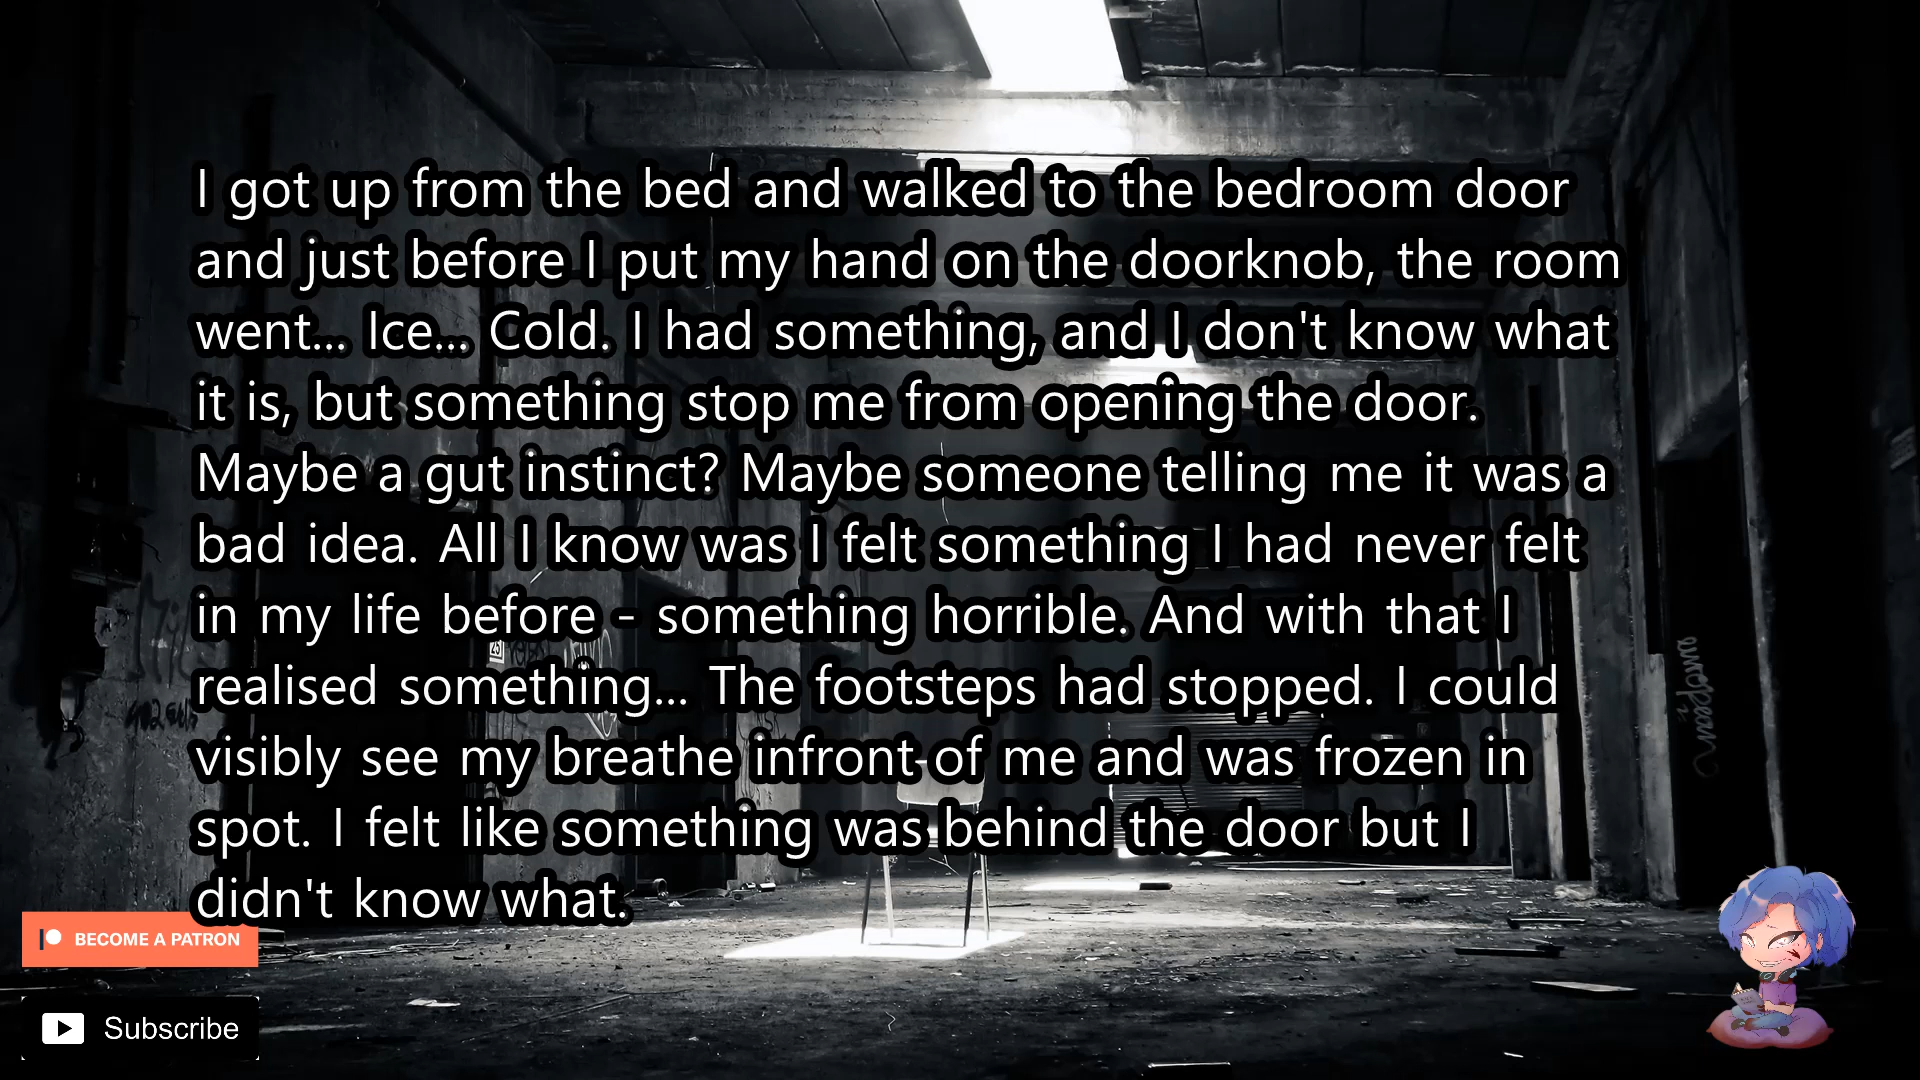 I got up from the bed and walked to the bedroom door
and just before I put my hand on the doorknob, the room
went... Ice... Cold. I had something, and I don't know what
it is, but something stop me from opening the door.
Maybe a gut instinct? Maybe someone telling me it was a
bad idea. All I know was I felt something I had never felt
in my life before - something horrible. And with that I
realised something... The footsteps had stopped. I could
visibly see my breathe infront of me and was frozen in
spot. I felt like something was behind the door but I
didn't know what.
BECOME A PATRON
Subscribe